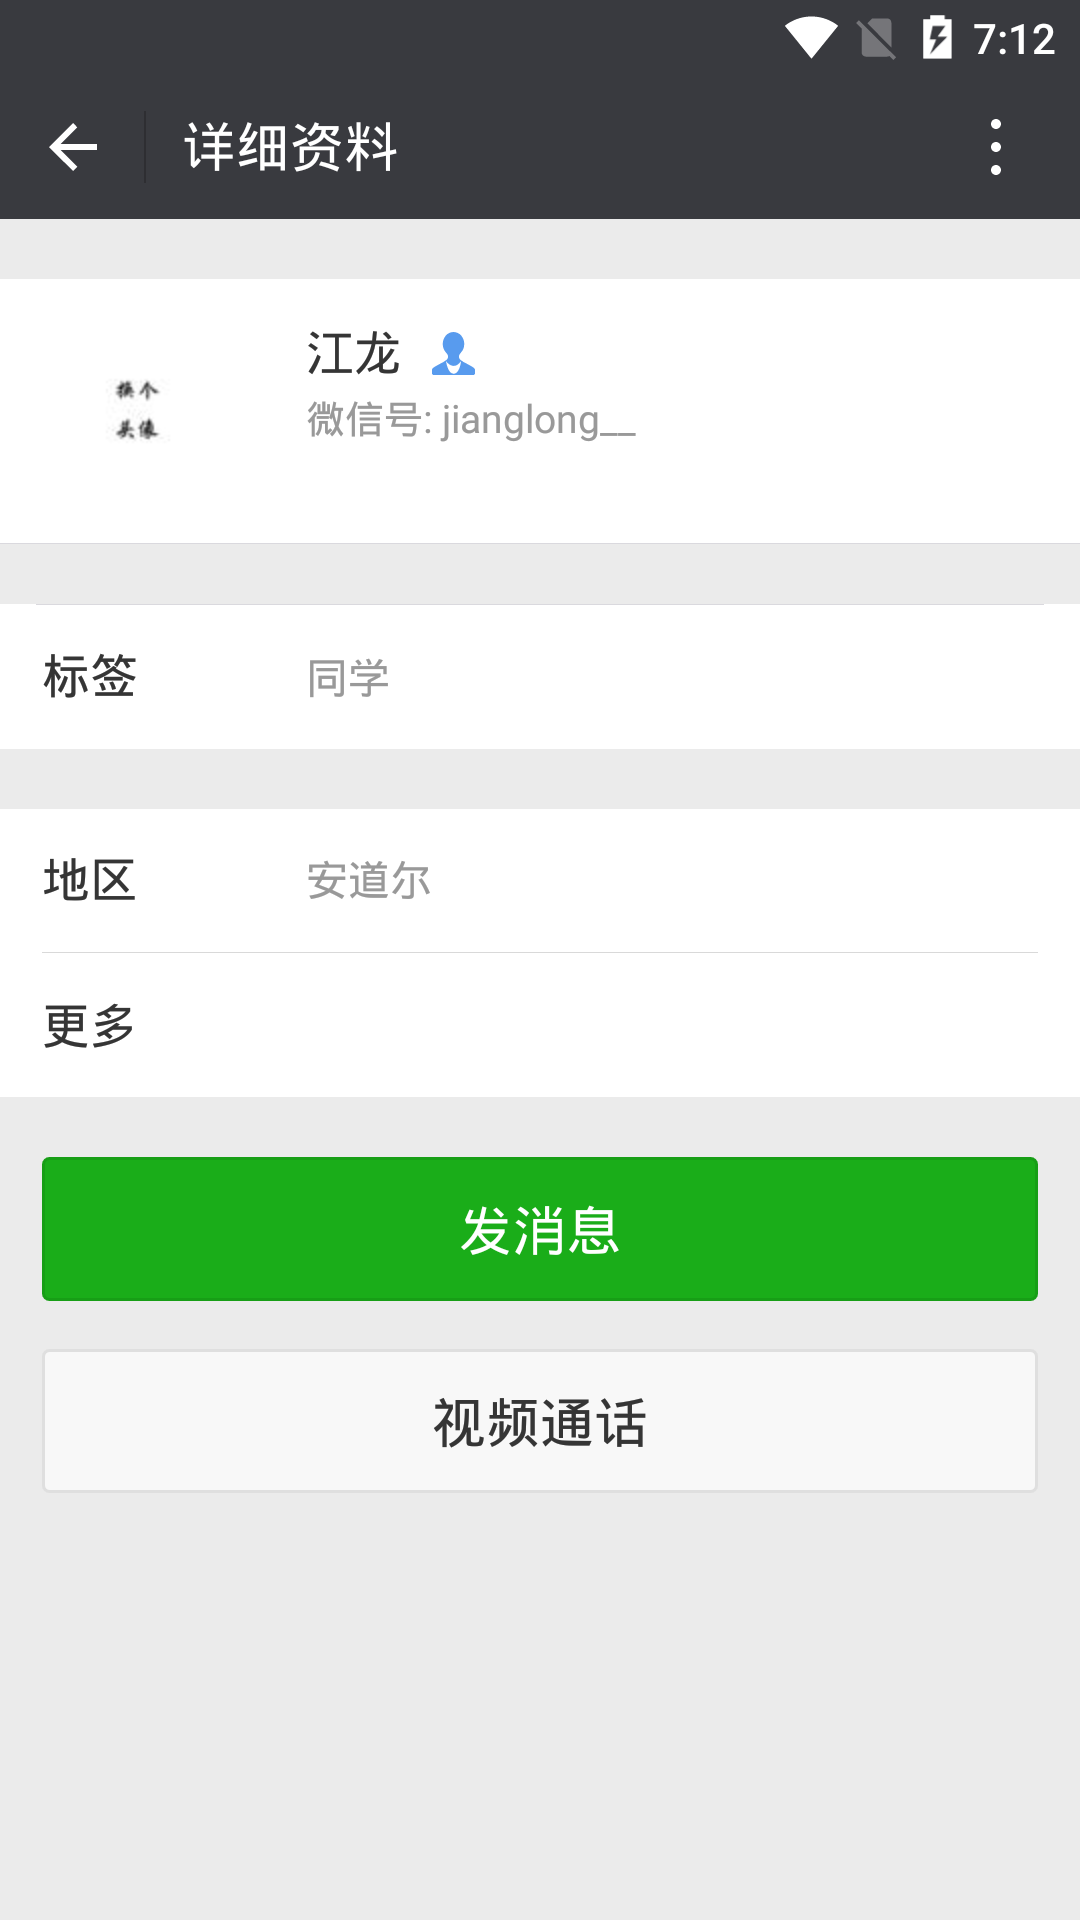 7:12
详细资料
江龙
换个
头像
微信号: jianglong__
标签
同学
地区
安道尔
更多
发消息
视频通话